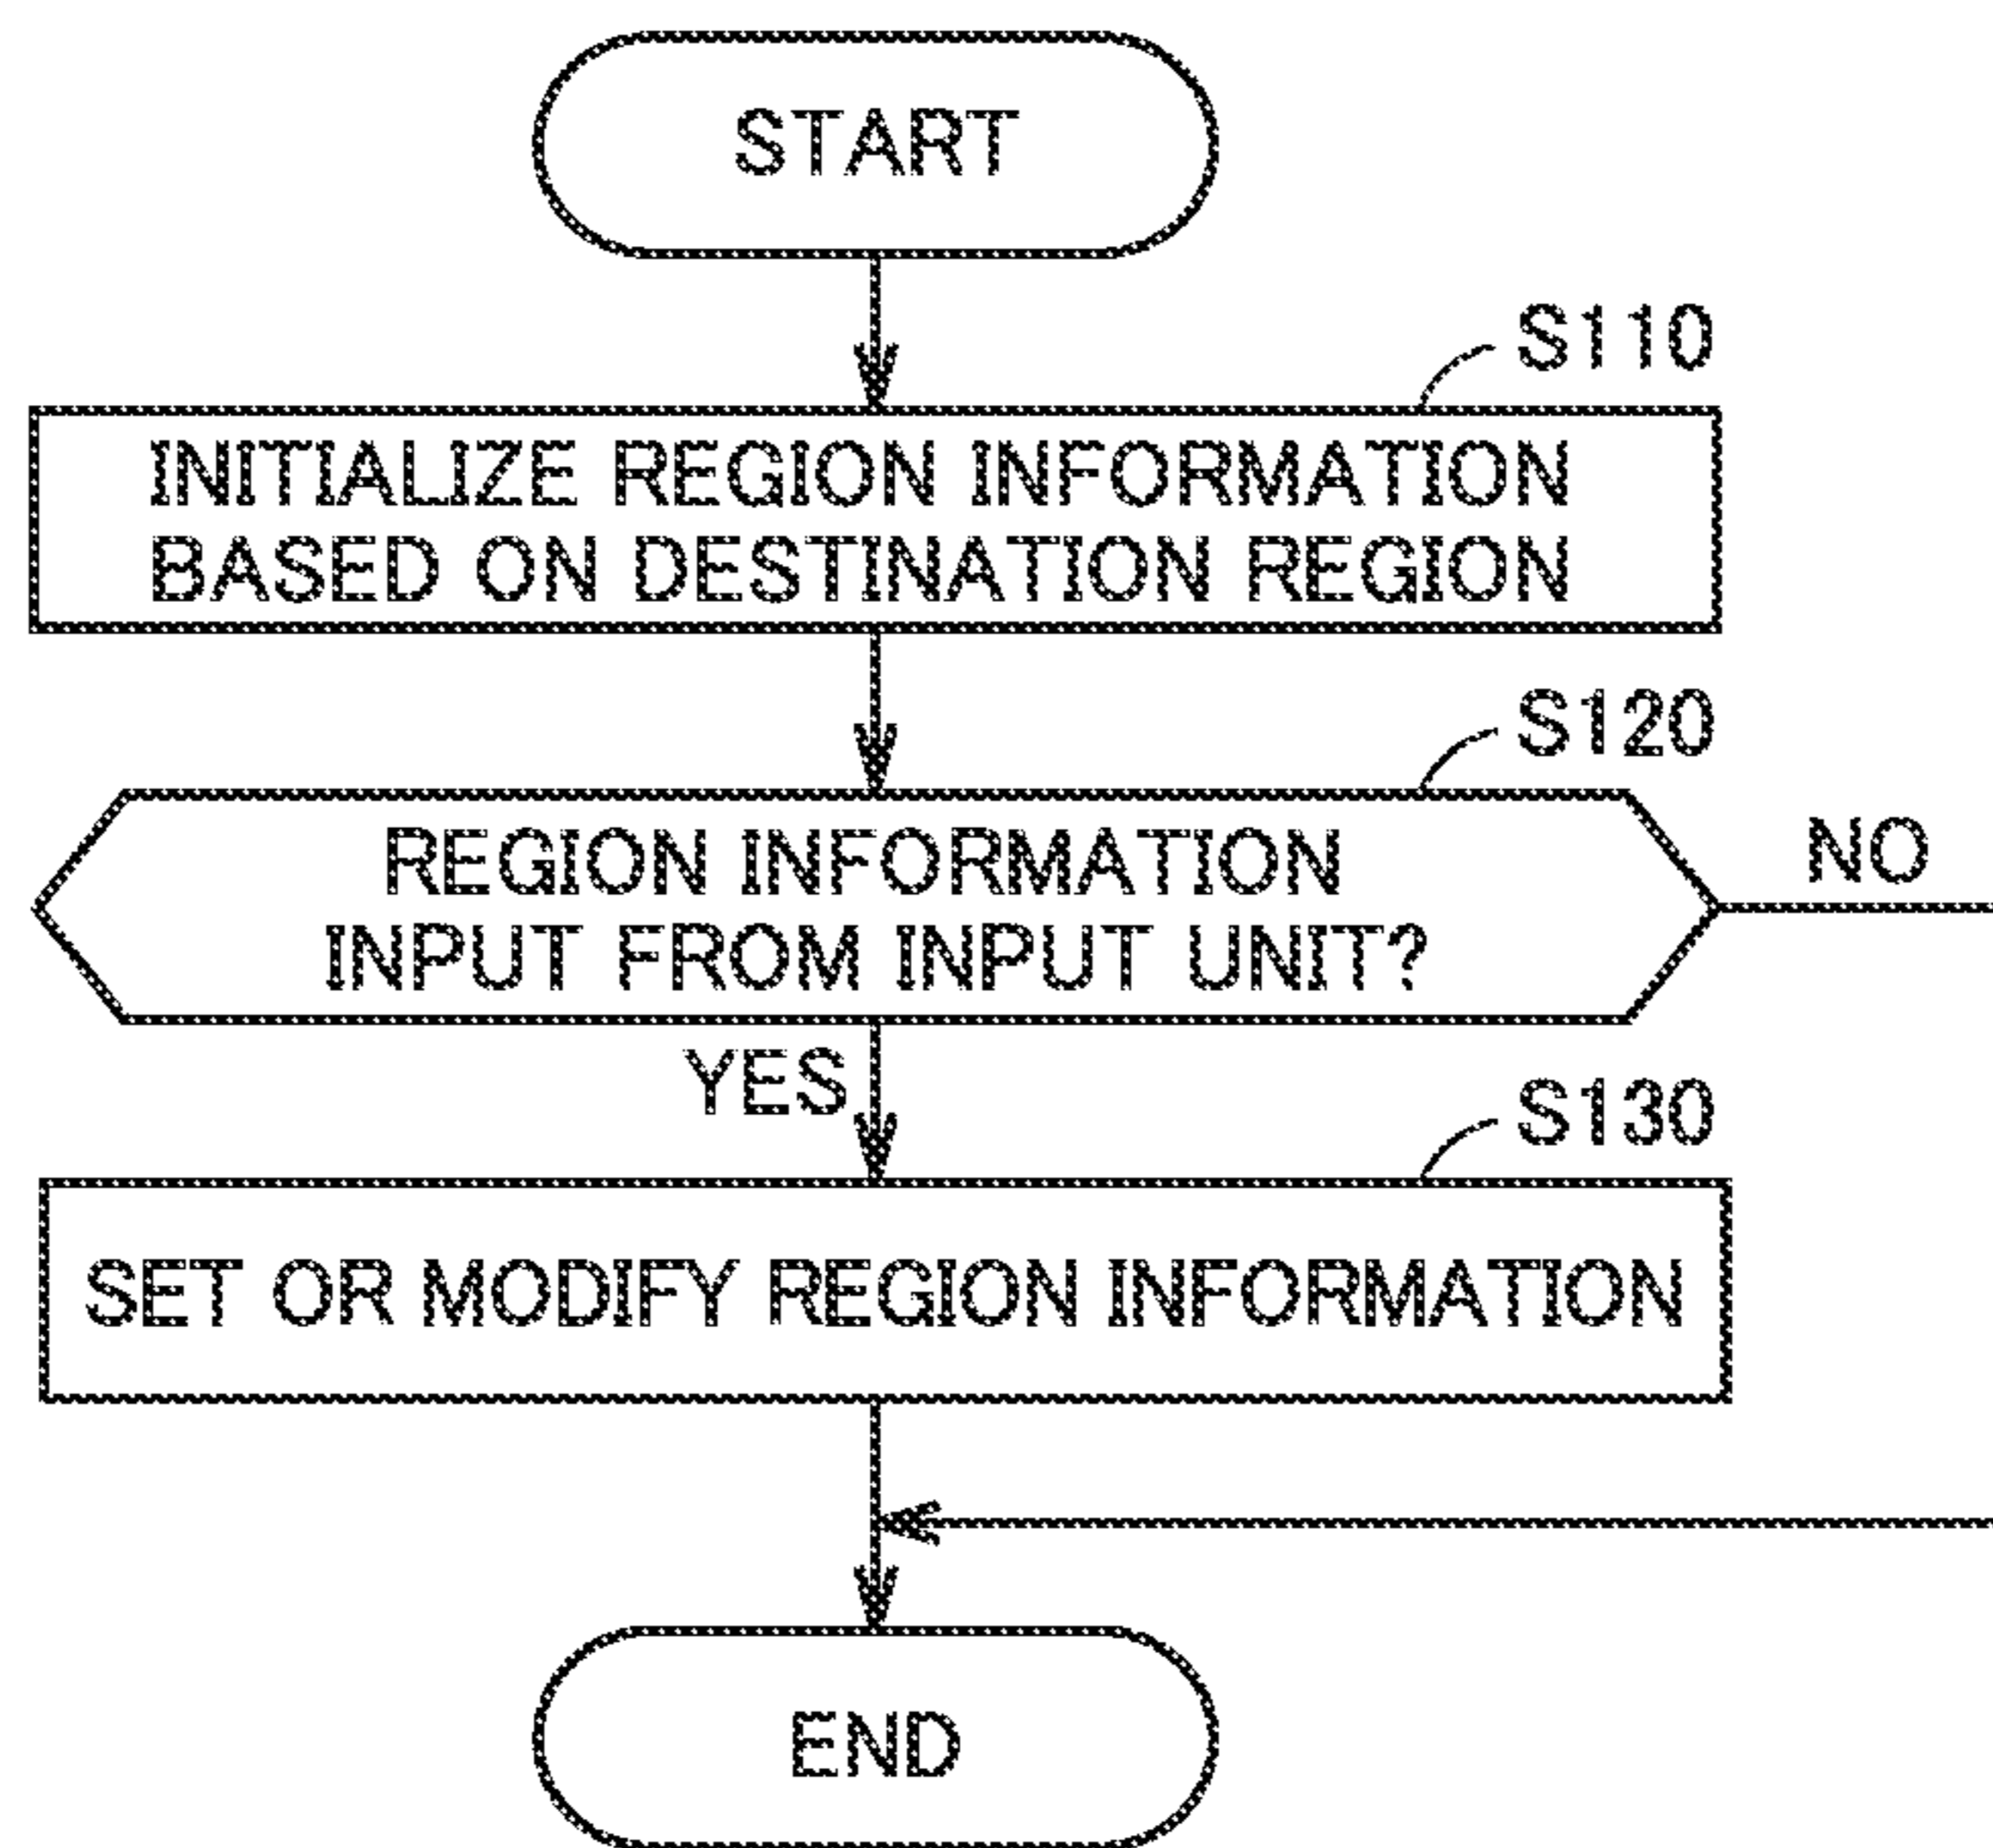 START
S110
INITIALIZE REGION INFORMATION
BASED ON DESTINATION REGION
S120
REGION INFORMATION
INPUT FROM INPUT UNIT?
NO
YES
S130
SET OR MODIFY REGION INFORMATION
END